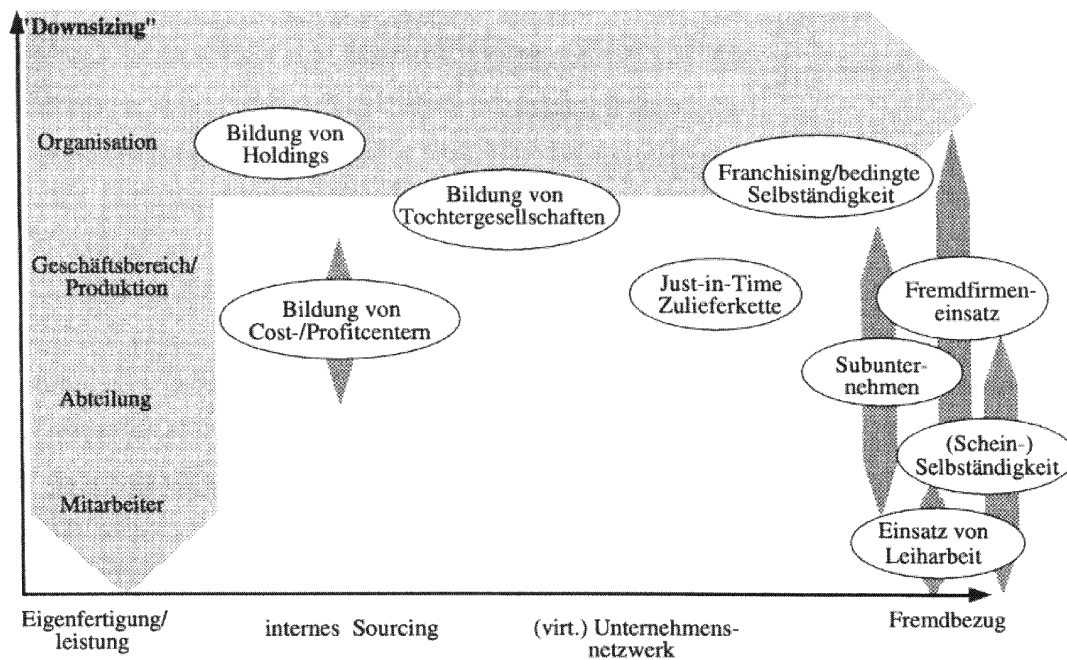 "Downsizing"
Organisation
Bildung von
Holdings
Bildung von
Tochtergesellschaften
Franchising/bedingte
Selbständigkeit
Geschäftsbereich/
Produktion
Bildung von
Cost-/Profitcentern
Just-in-Time
Zulieferkette
Fremdfirmen-
einsatz
Subunter-
nehmen
Abteilung
(Schein-)
Selbständigkeit
Mitarbeiter
Einsatz von
Leiharbeit
Eigenfertigung/
leistung
internes Sourcing
(virt.) Unternehmens-
netzwerk
Fremdbezug